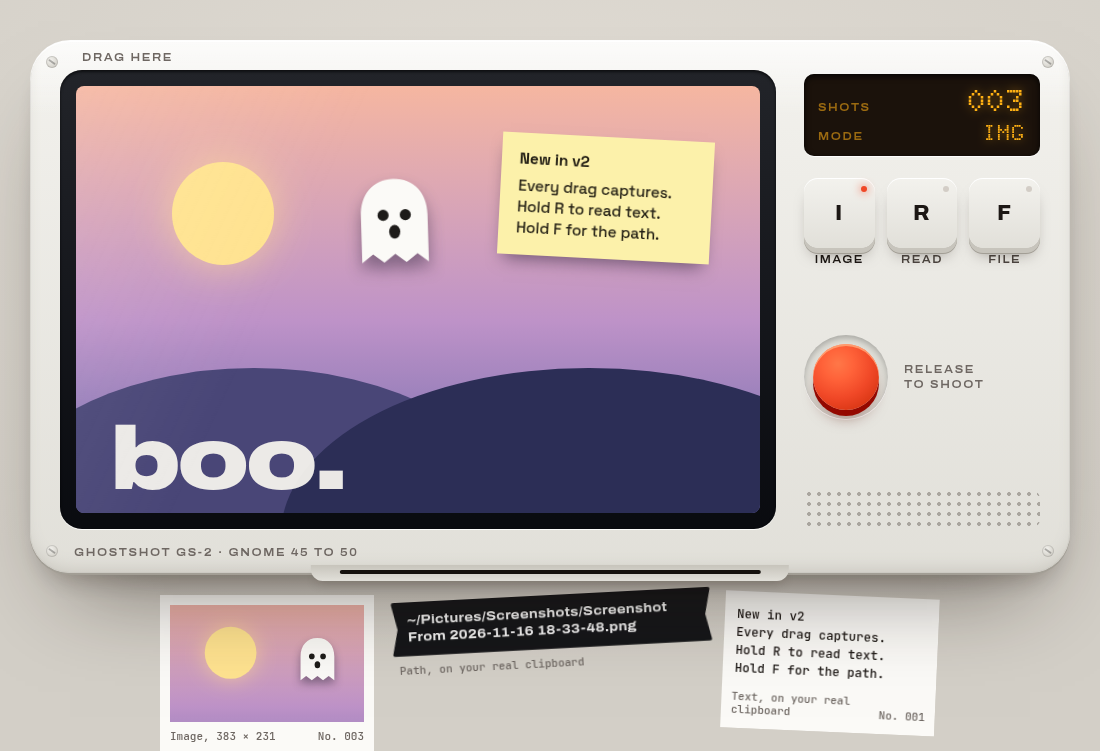 DRAG HERE
New in v2
Every drag captures.
Hold R to read text.
Hold F for the path.
boo.
GHOSTSHOT GS-2 · GNOME 45 TO 50
SHOTS 003
MODE IMG
I R F
IMAGE READ FILE
RELEASE
TO SHOOT
Image, 383 × 231 No. 003
~/Pictures/Screenshots/Screenshot
From 2026-11-16 18-33-48.png
Path, on your real clipboard
New in v2
Every drag captures.
Hold R to read text.
Hold F for the path.
Text, on your real
clipboard No. 001